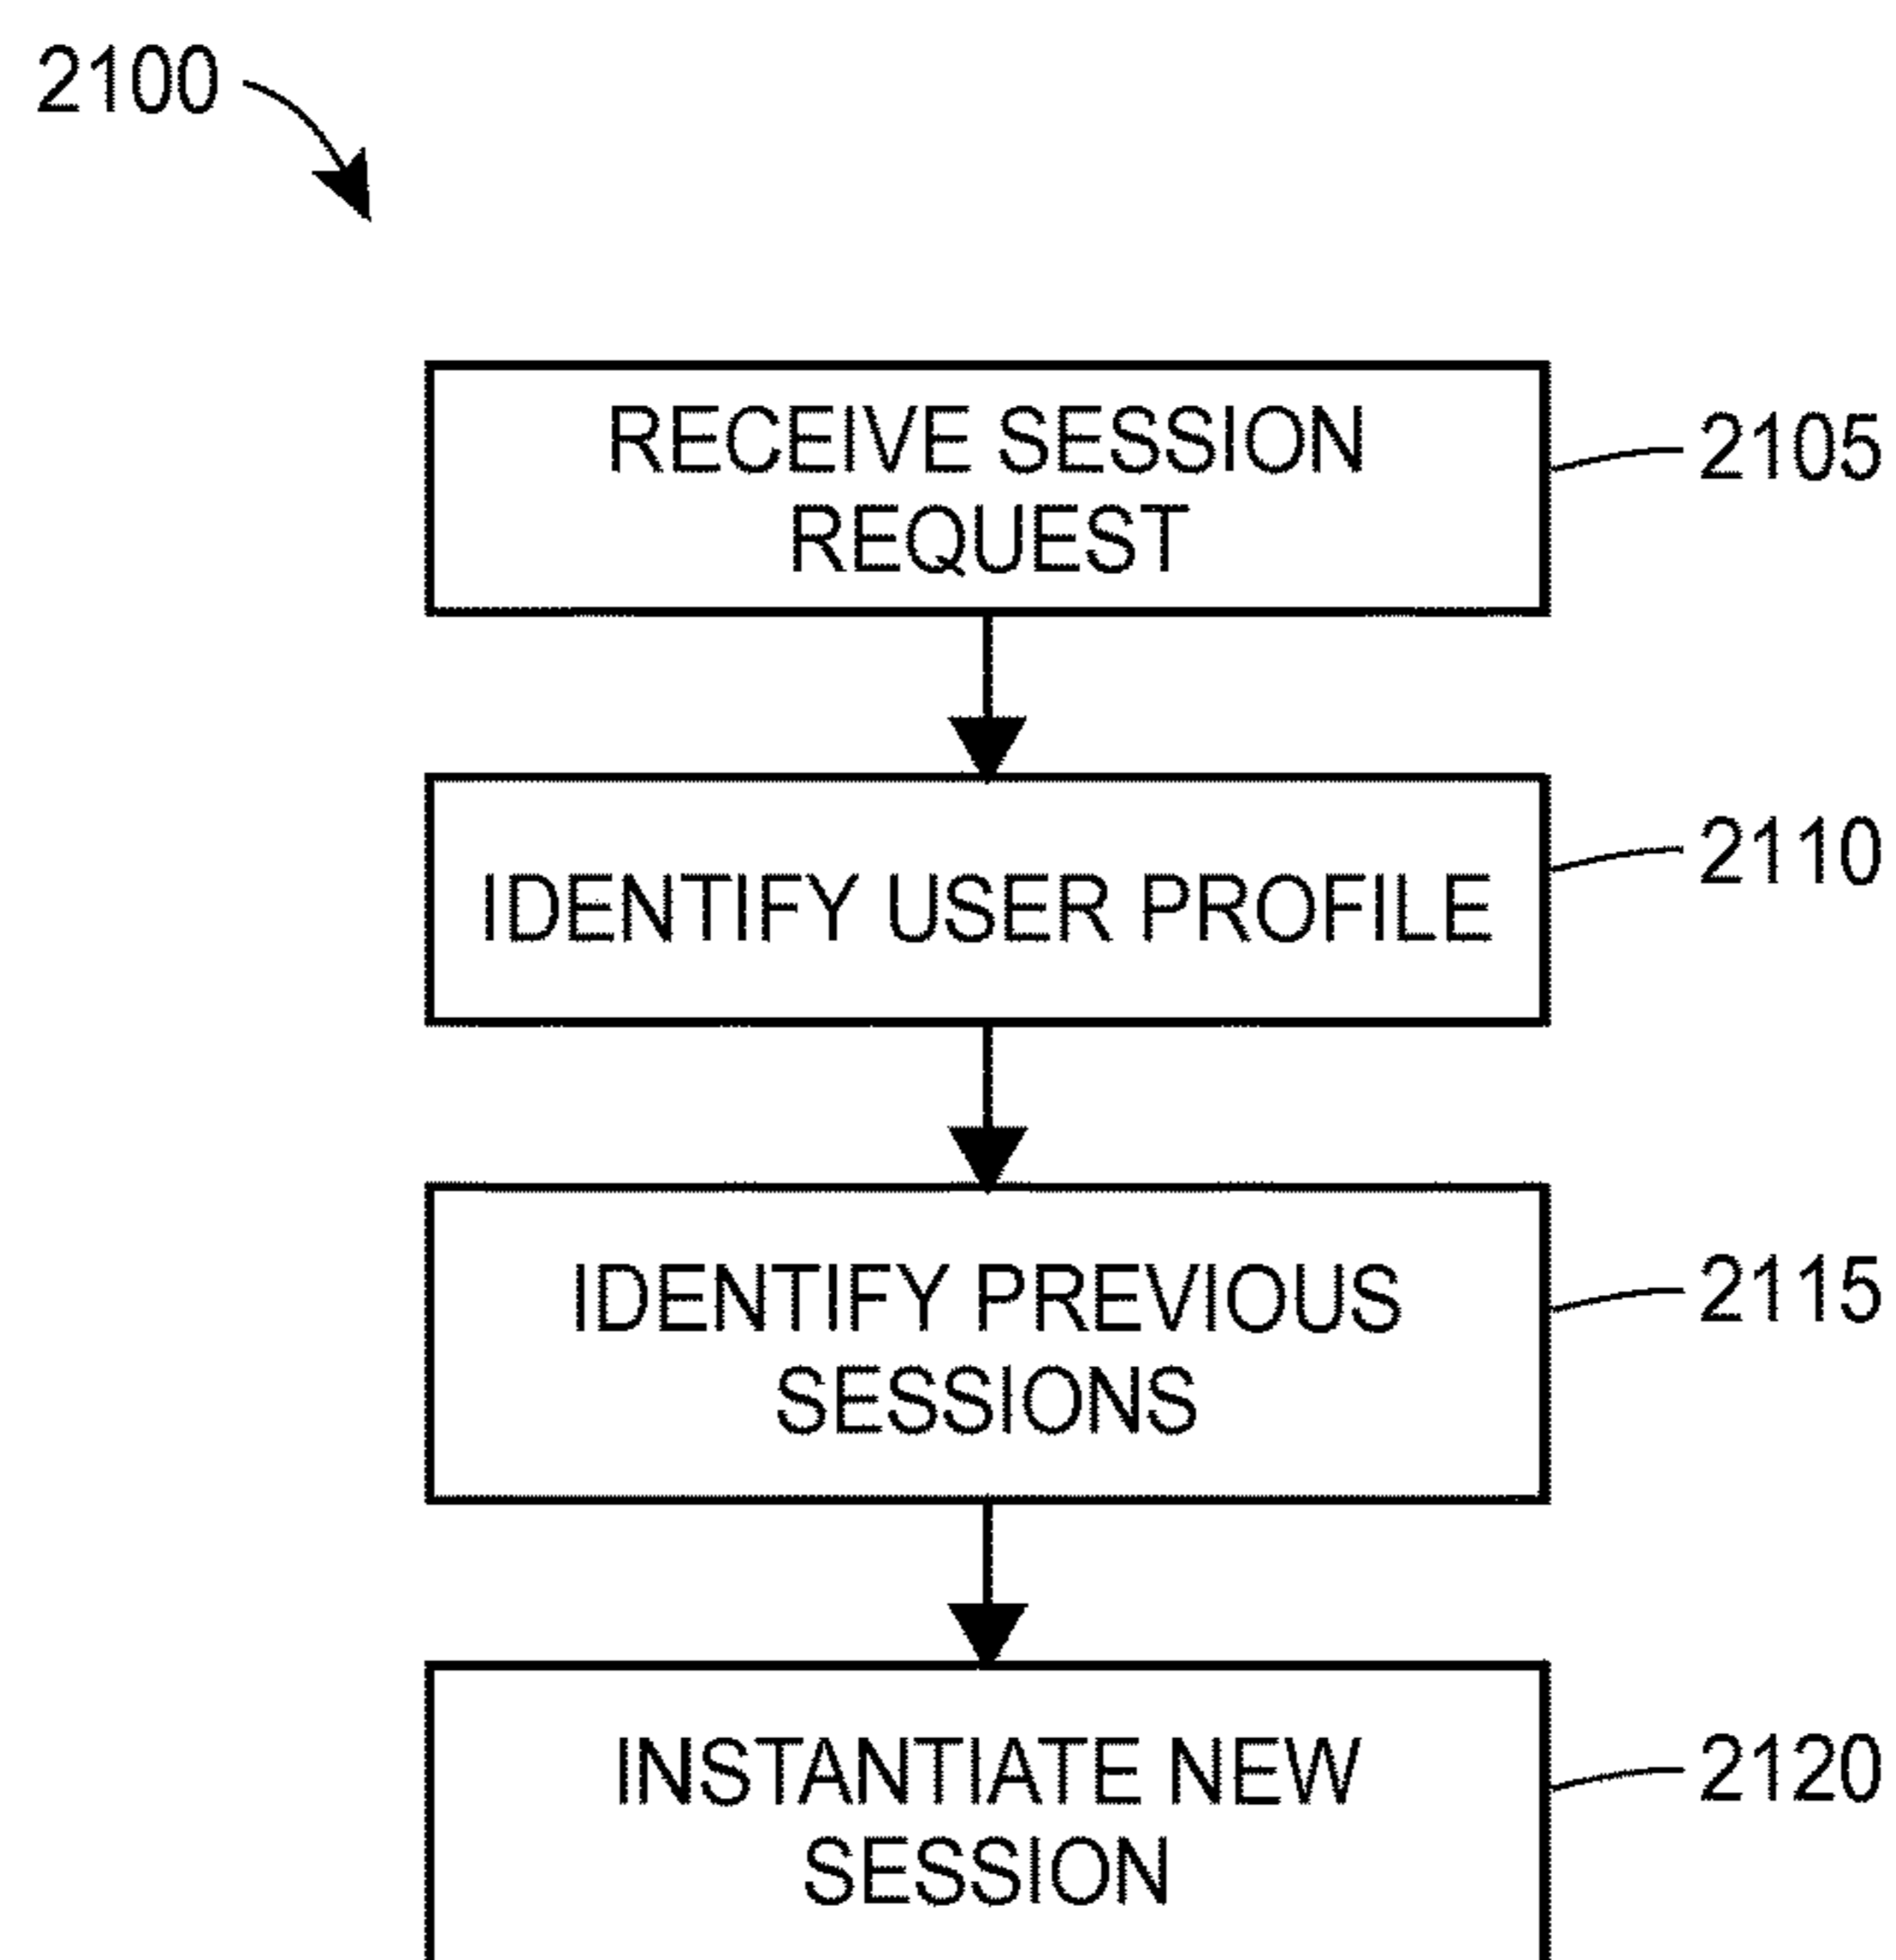 2100
RECEIVE SESSION
REQUEST
2105
IDENTIFY USER PROFILE
2110
IDENTIFY PREVIOUS
SESSIONS
2115
INSTANTIATE NEW
SESSION
2120